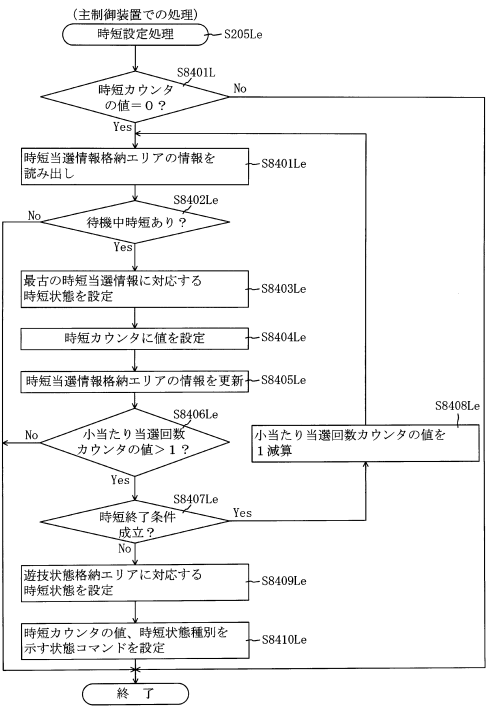 (主制御装置での処理)
時短設定処理
S205Le
S8401L
時短カウンタ
の値=0?
No
Yes
時短当選情報格納エリアの情報を
読み出し
S8401Le
S8402Le
待機中時短あり?
No
Yes
最古の時短当選情報に対応する
時短状態を設定
S8403Le
時短カウンタに値を設定
S8404Le
時短当選情報格納エリアの情報を更新
S8405Le
S8406Le
小当たり当選回数
カウンタの値>1?
No
Yes
S8408Le
小当たり当選回数カウンタの値を
1減算
S8407Le
時短終了条件
成立?
Yes
No
遊技状態格納エリアに対応する
時短状態を設定
S8409Le
時短カウンタの値、時短状態種別を
示す状態コマンドを設定
S8410Le
終 了